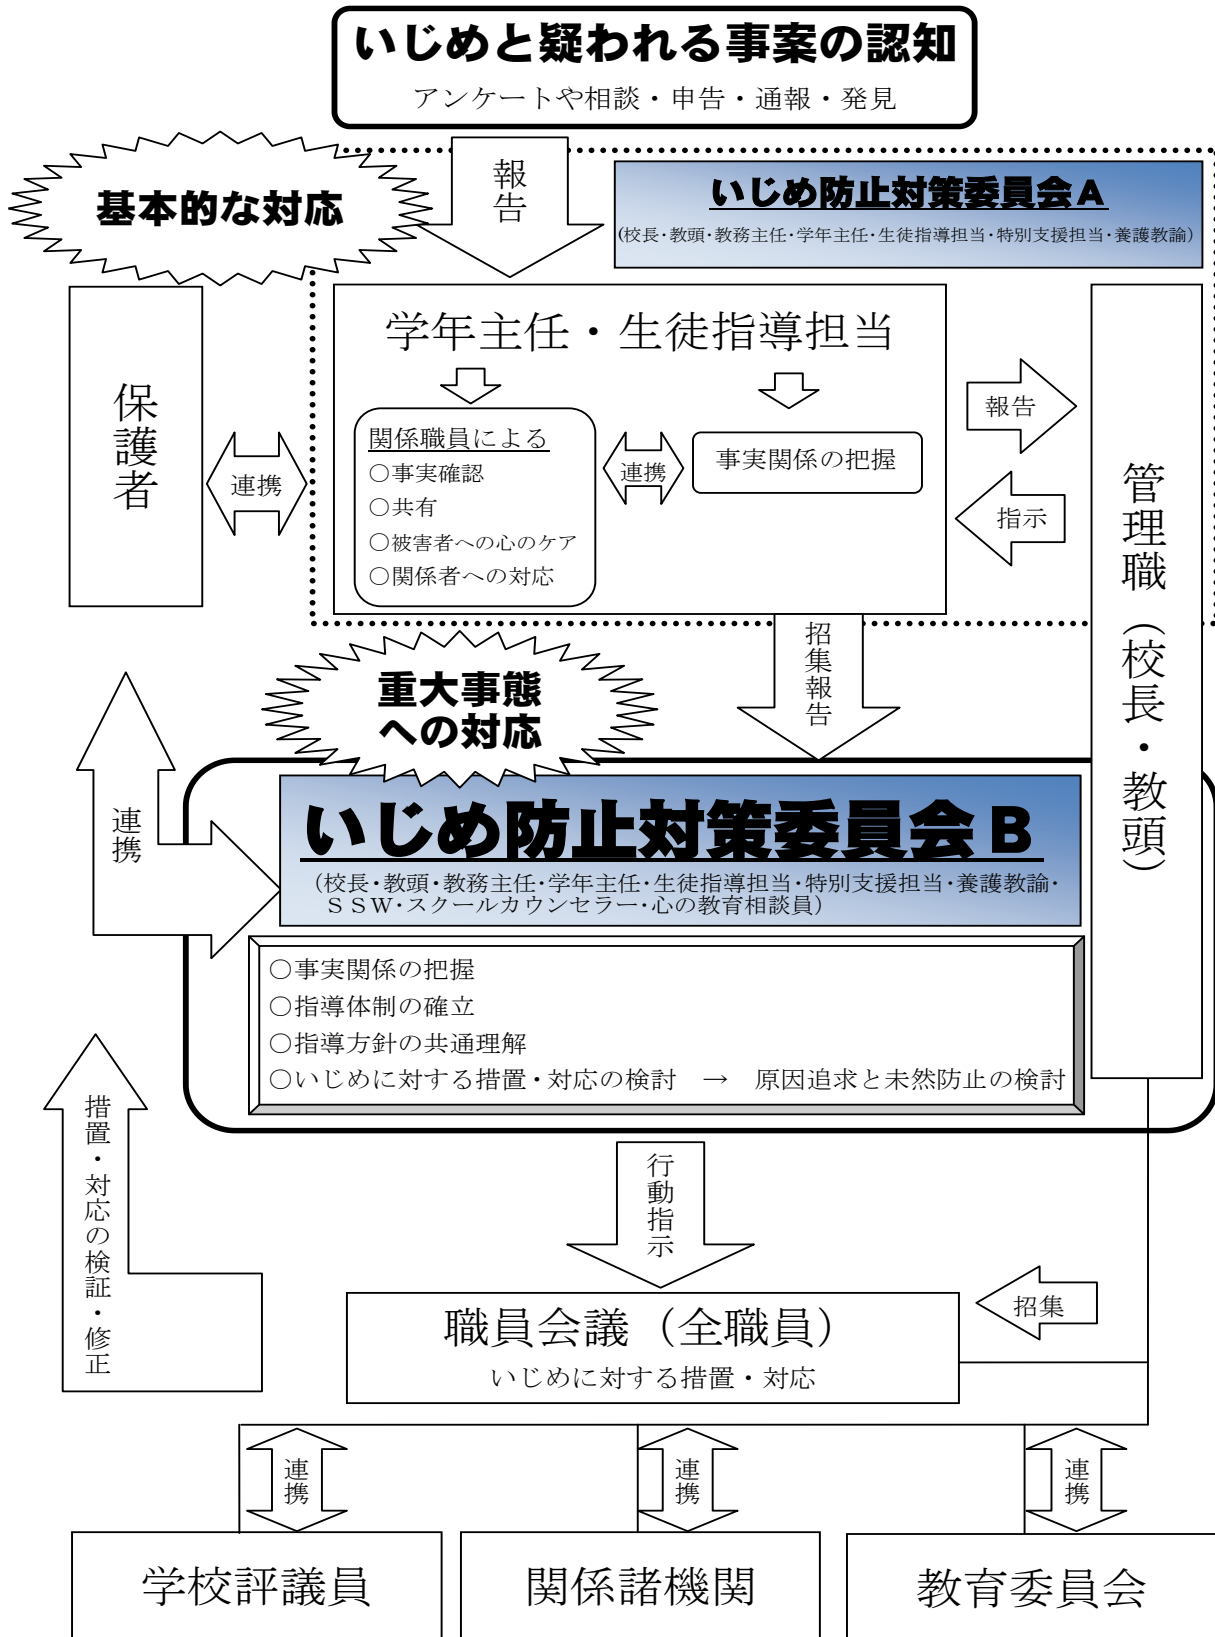 いじめと疑われる事案の認知
アンケートや相談・申告・通報・発見
基本的な対応
報告
いじめ防止対策委員会A
(校長・教頭・教務主任・学年主任・生徒指導担当・特別支援担当・養護教諭)
保護者
連携
学年主任・生徒指導担当
関係職員による
○事実確認
○共有
○被害者への心のケア
○関係者への対応
連携
事実関係の把握
報告
指示
管理職（校長・教頭）
招集報告
重大事態
への対応
連携
いじめ防止対策委員会B
（校長・教頭・教務主任・学年主任・生徒指導担当・特別支援担当・養護教諭・
ＳＳＷ・スクールカウンセラー・心の教育相談員）
○事実関係の把握
○指導体制の確立
○指導方針の共通理解
○いじめに対する措置・対応の検討　→　原因追求と未然防止の検討
措置・対応の検証・修正
行動指示
職員会議（全職員）
いじめに対する措置・対応
招集
連携
連携
連携
学校評議員
関係諸機関
教育委員会